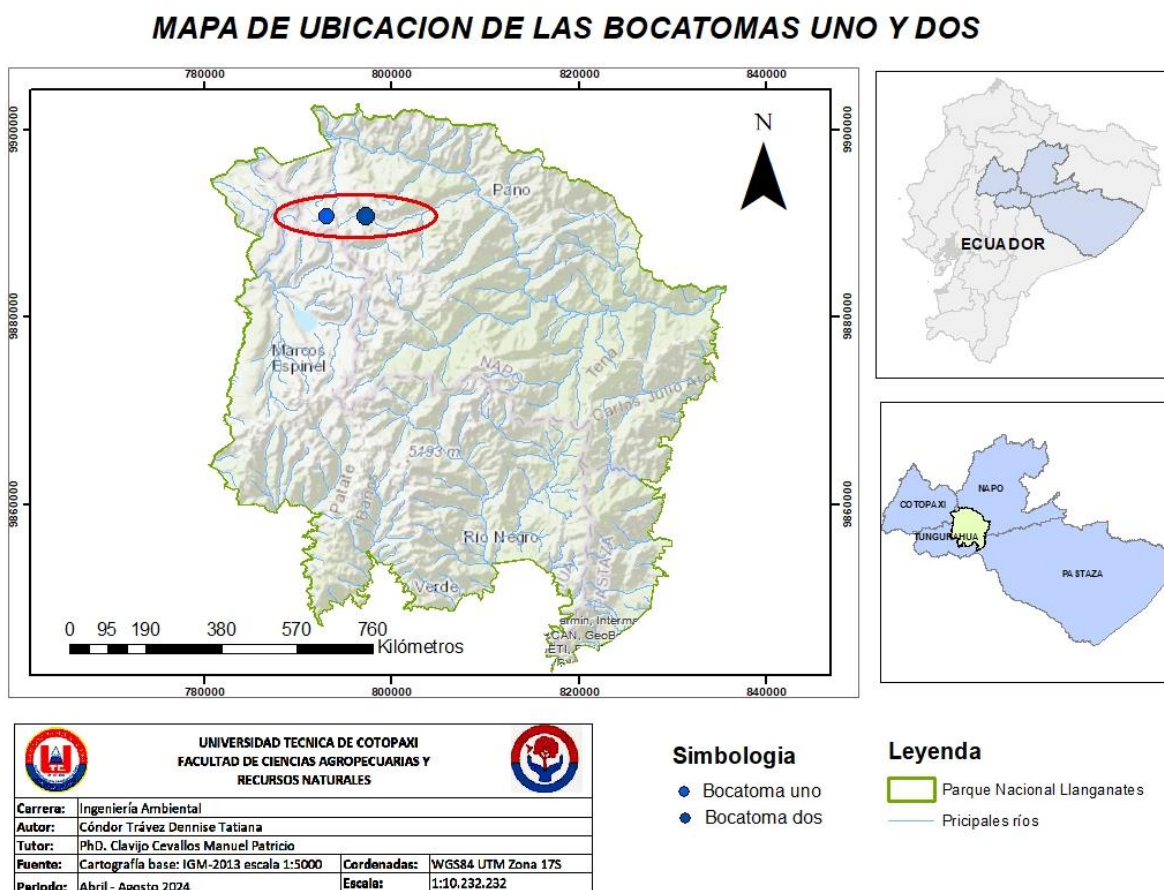 MAPA DE UBICACION DE LAS BOCATOMAS UNO Y DOS
780000 800000 820000 840000
9900000 9900000
9880000 9880000
9860000 9860000
N
Pano
Marcos
Espinel
NAPO
Tena
Carlos Julio Aro
5193 m
Patate
Baños
Río Negro
Verde
PASTAZA
0 95 190 380 570 760
Kilómetros
780000 800000 820000 840000
ECUADOR
COTOPAXI
NAPO
TUNGURAHUA
PASTAZA
UNIVERSIDAD TECNICA DE COTOPAXI
FACULTAD DE CIENCIAS AGROPECUARIAS Y
RECURSOS NATURALES
Carrera: Ingeniería Ambiental
Autor: Cóndor Trávez Dennise Tatiana
Tutor: PhD. Clavijo Cevallos Manuel Patricio
Fuente: Cartografía base: IGM-2013 escala 1:5000 Cordenadas: WGS84 UTM Zona 17S
Periodo: Abril - Agosto 2024 Escala: 1:10.232.232
Simbologia
Bocatoma uno
Bocatoma dos
Leyenda
Parque Nacional Llanganates
Pricipales ríos